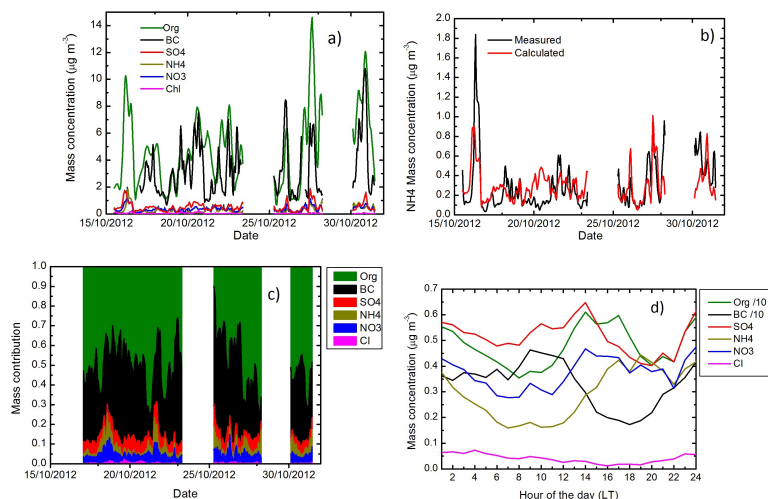 a)
Org
BC
SO4
NH4
NO3
Chl
Mass concentration (μg m⁻³)
14
12
10
8
6
4
2
0
15/10/2012
20/10/2012
25/10/2012
30/10/2012
Date
b)
Measured
Calculated
NH4 Mass concentration (μg m⁻³)
2.0
1.8
1.6
1.4
1.2
1.0
0.8
0.6
0.4
0.2
0.0
15/10/2012
20/10/2012
25/10/2012
30/10/2012
Date
c)
Org
BC
SO4
NH4
NO3
Cl
Mass contribution
1.0
0.9
0.8
0.7
0.6
0.5
0.4
0.3
0.2
0.1
0.0
15/10/2012
20/10/2012
25/10/2012
30/10/2012
Date
d)
Org /10
BC /10
SO4
NH4
NO3
Cl
Mass concentration (μg m⁻³)
0.7
0.6
0.5
0.4
0.3
0.2
0.1
0.0
2 4 6 8 10 12 14 16 18 20 22 24
Hour of the day (LT)